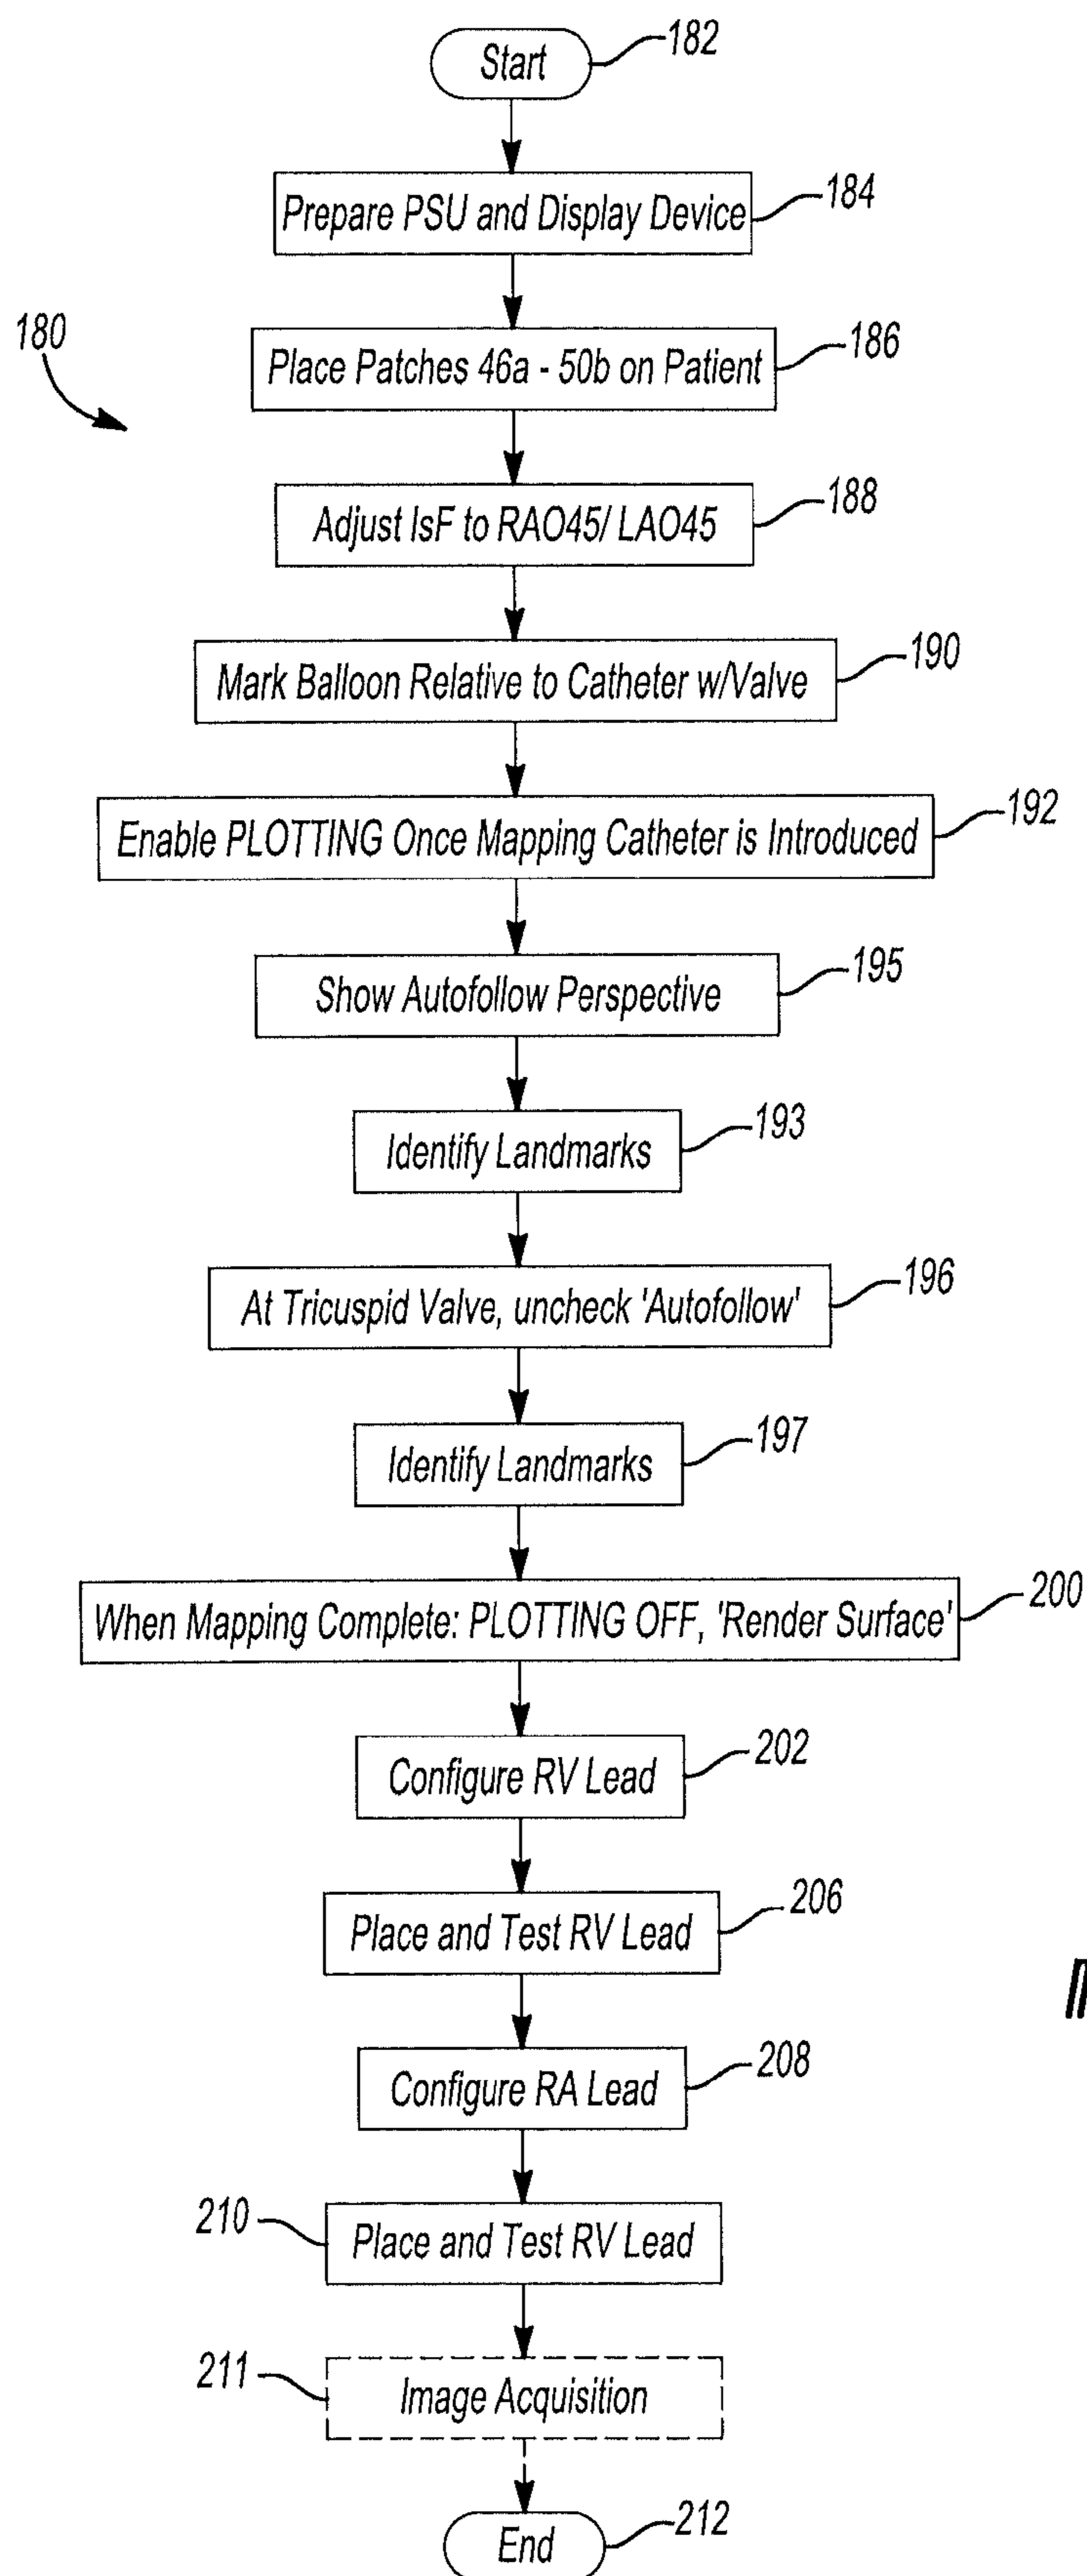 Start
182
Prepare PSU and Display Device
184
180
Place Patches 46a - 50b on Patient
186
Adjust IsF to RAO45/ LAO45
188
Mark Balloon Relative to Catheter w/Valve
190
Enable PLOTTING Once Mapping Catheter is Introduced
192
Show Autofollow Perspective
195
Identify Landmarks
193
At Tricuspid Valve, uncheck 'Autofollow'
196
Identify Landmarks
197
When Mapping Complete: PLOTTING OFF, 'Render Surface'
200
Configure RV Lead
202
Place and Test RV Lead
206
Configure RA Lead
208
210
Place and Test RV Lead
211
Image Acquisition
End
212